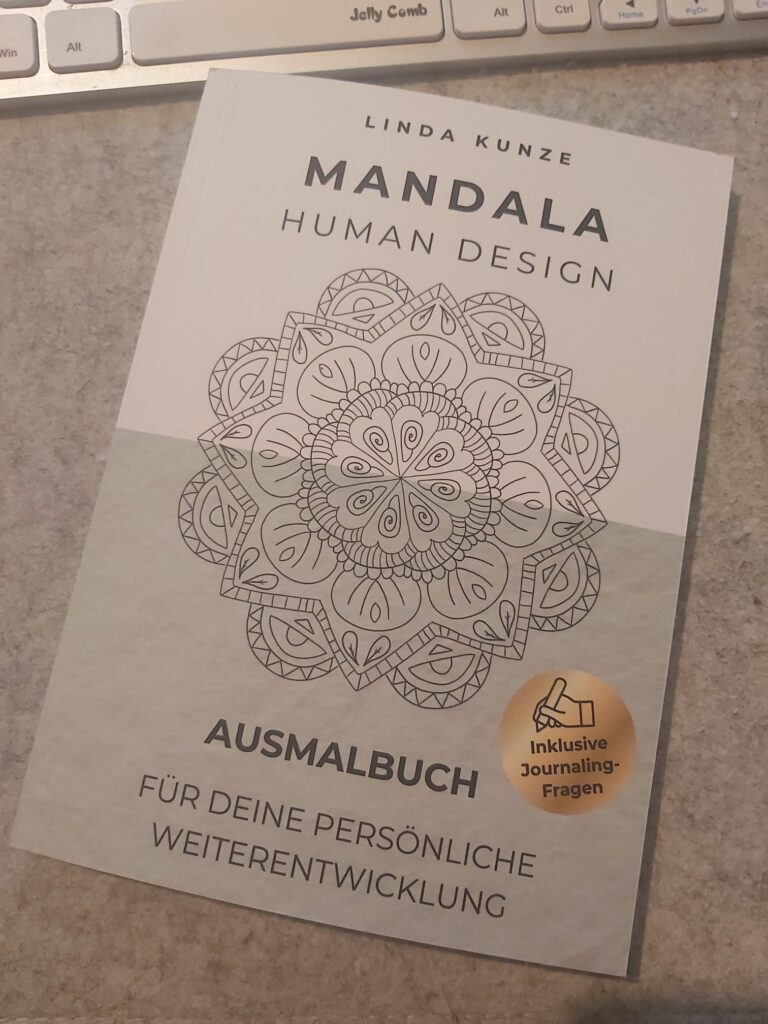 Win
Alt
Jelly Comb
Alt
Ctrl
Home
PgDn
LINDA KUNZE
MANDALA
HUMAN DESIGN
AUSMALBUCH
FÜR DEINE PERSÖNLICHE
WEITERENTWICKLUNG
Inklusive
Journaling-
Fragen